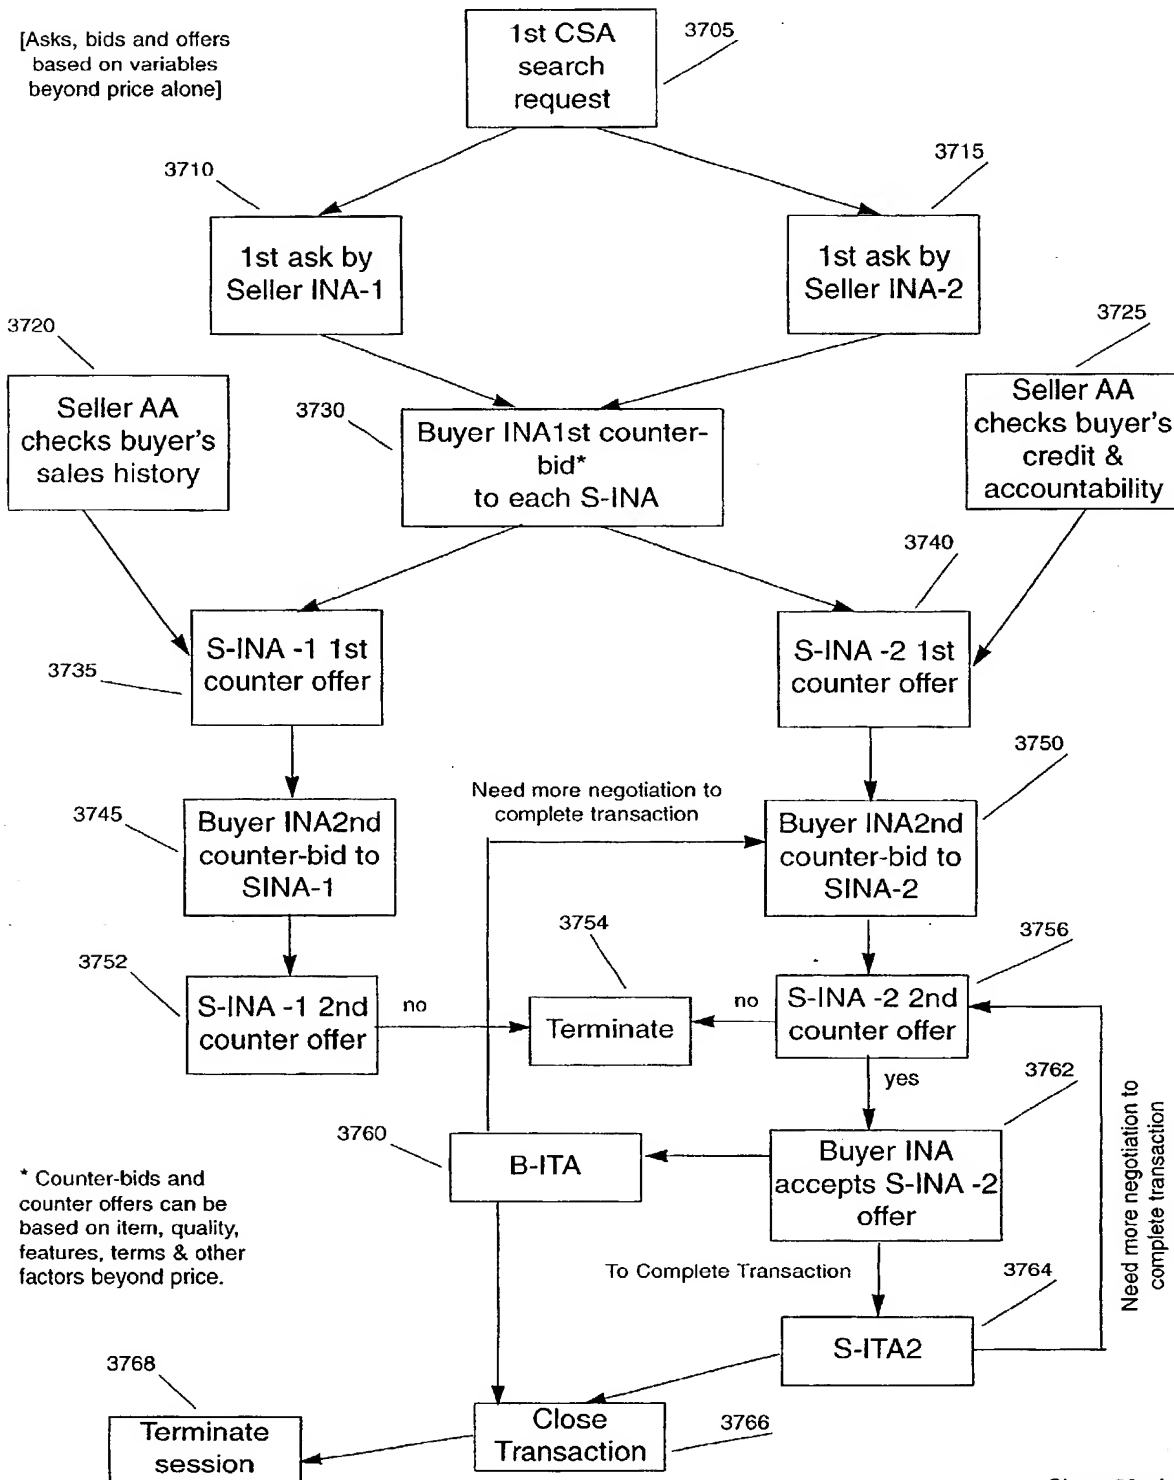 [Asks, bids and offers
based on variables
beyond price alone]
1st CSA
search
request
3705
3710
3715
1st ask by
Seller INA-1
1st ask by
Seller INA-2
3720
3725
Seller AA
checks buyer's
sales history
3730
Buyer INA1st counter-
bid*
to each S-INA
Seller AA
checks buyer's
credit &
accountability
3740
S-INA -1 1st
counter offer
3735
S-INA -2 1st
counter offer
3750
Need more negotiation to
complete transaction
3745
Buyer INA2nd
counter-bid to
SINA-1
Buyer INA2nd
counter-bid to
SINA-2
3754
3756
3752
S-INA -1 2nd
counter offer
no
Terminate
no
S-INA -2 2nd
counter offer
yes
3762
3760
B-ITA
Buyer INA
accepts S-INA -2
offer
Need more negotiation to
complete transaction
* Counter-bids and
counter offers can be
based on item, quality,
features, terms & other
factors beyond price.
To Complete Transaction
3764
S-ITA2
3768
Terminate
session
Close
Transaction
3766